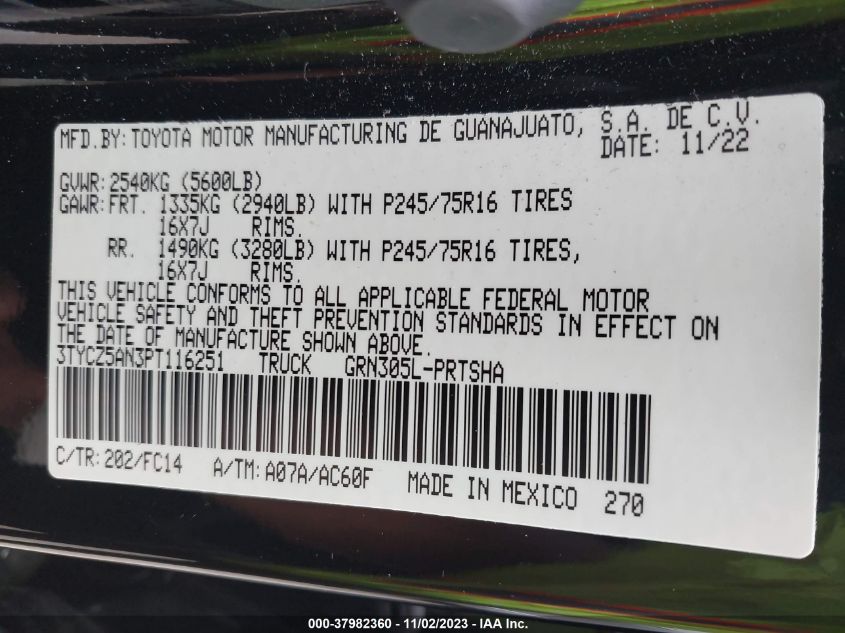 MFD.BY: TOYOTA MOTOR MANUFACTURING DE GUANAJUATO, S.A. DE C.V.
DATE: 11/22
GVWR: 2540KG (5600LB)
GAWR: FRT. 1335KG (2940LB) WITH P245/75R16 TIRES
16X7J RIMS.
RR. 1490KG (3280LB) WITH P245/75R16 TIRES,
16X7J RIMS.
THIS VEHICLE CONFORMS TO ALL APPLICABLE FEDERAL MOTOR
VEHICLE SAFETY AND THEFT PREVENTION STANDARDS IN EFFECT ON
THE DATE OF MANUFACTURE SHOWN ABOVE.
3TYCZ5AN3PT116251 TRUCK GRN305L-PRTSHA
C/TR: 202/FC14 A/TM: A07A/AC60F MADE IN MEXICO 270
000-37982360 - 11/02/2023 - IAA Inc.